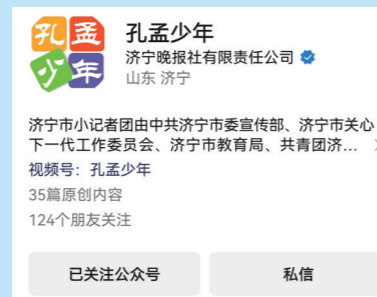 孔孟
少年
孔孟少年
济宁晚报社有限责任公司
山东 济宁
济宁市小记者团由中共济宁市委宣传部、济宁市关心
下一代工作委员会、济宁市教育局、共青团济...
视频号：孔孟少年
35篇原创内容
124个朋友关注
已关注公众号
私信